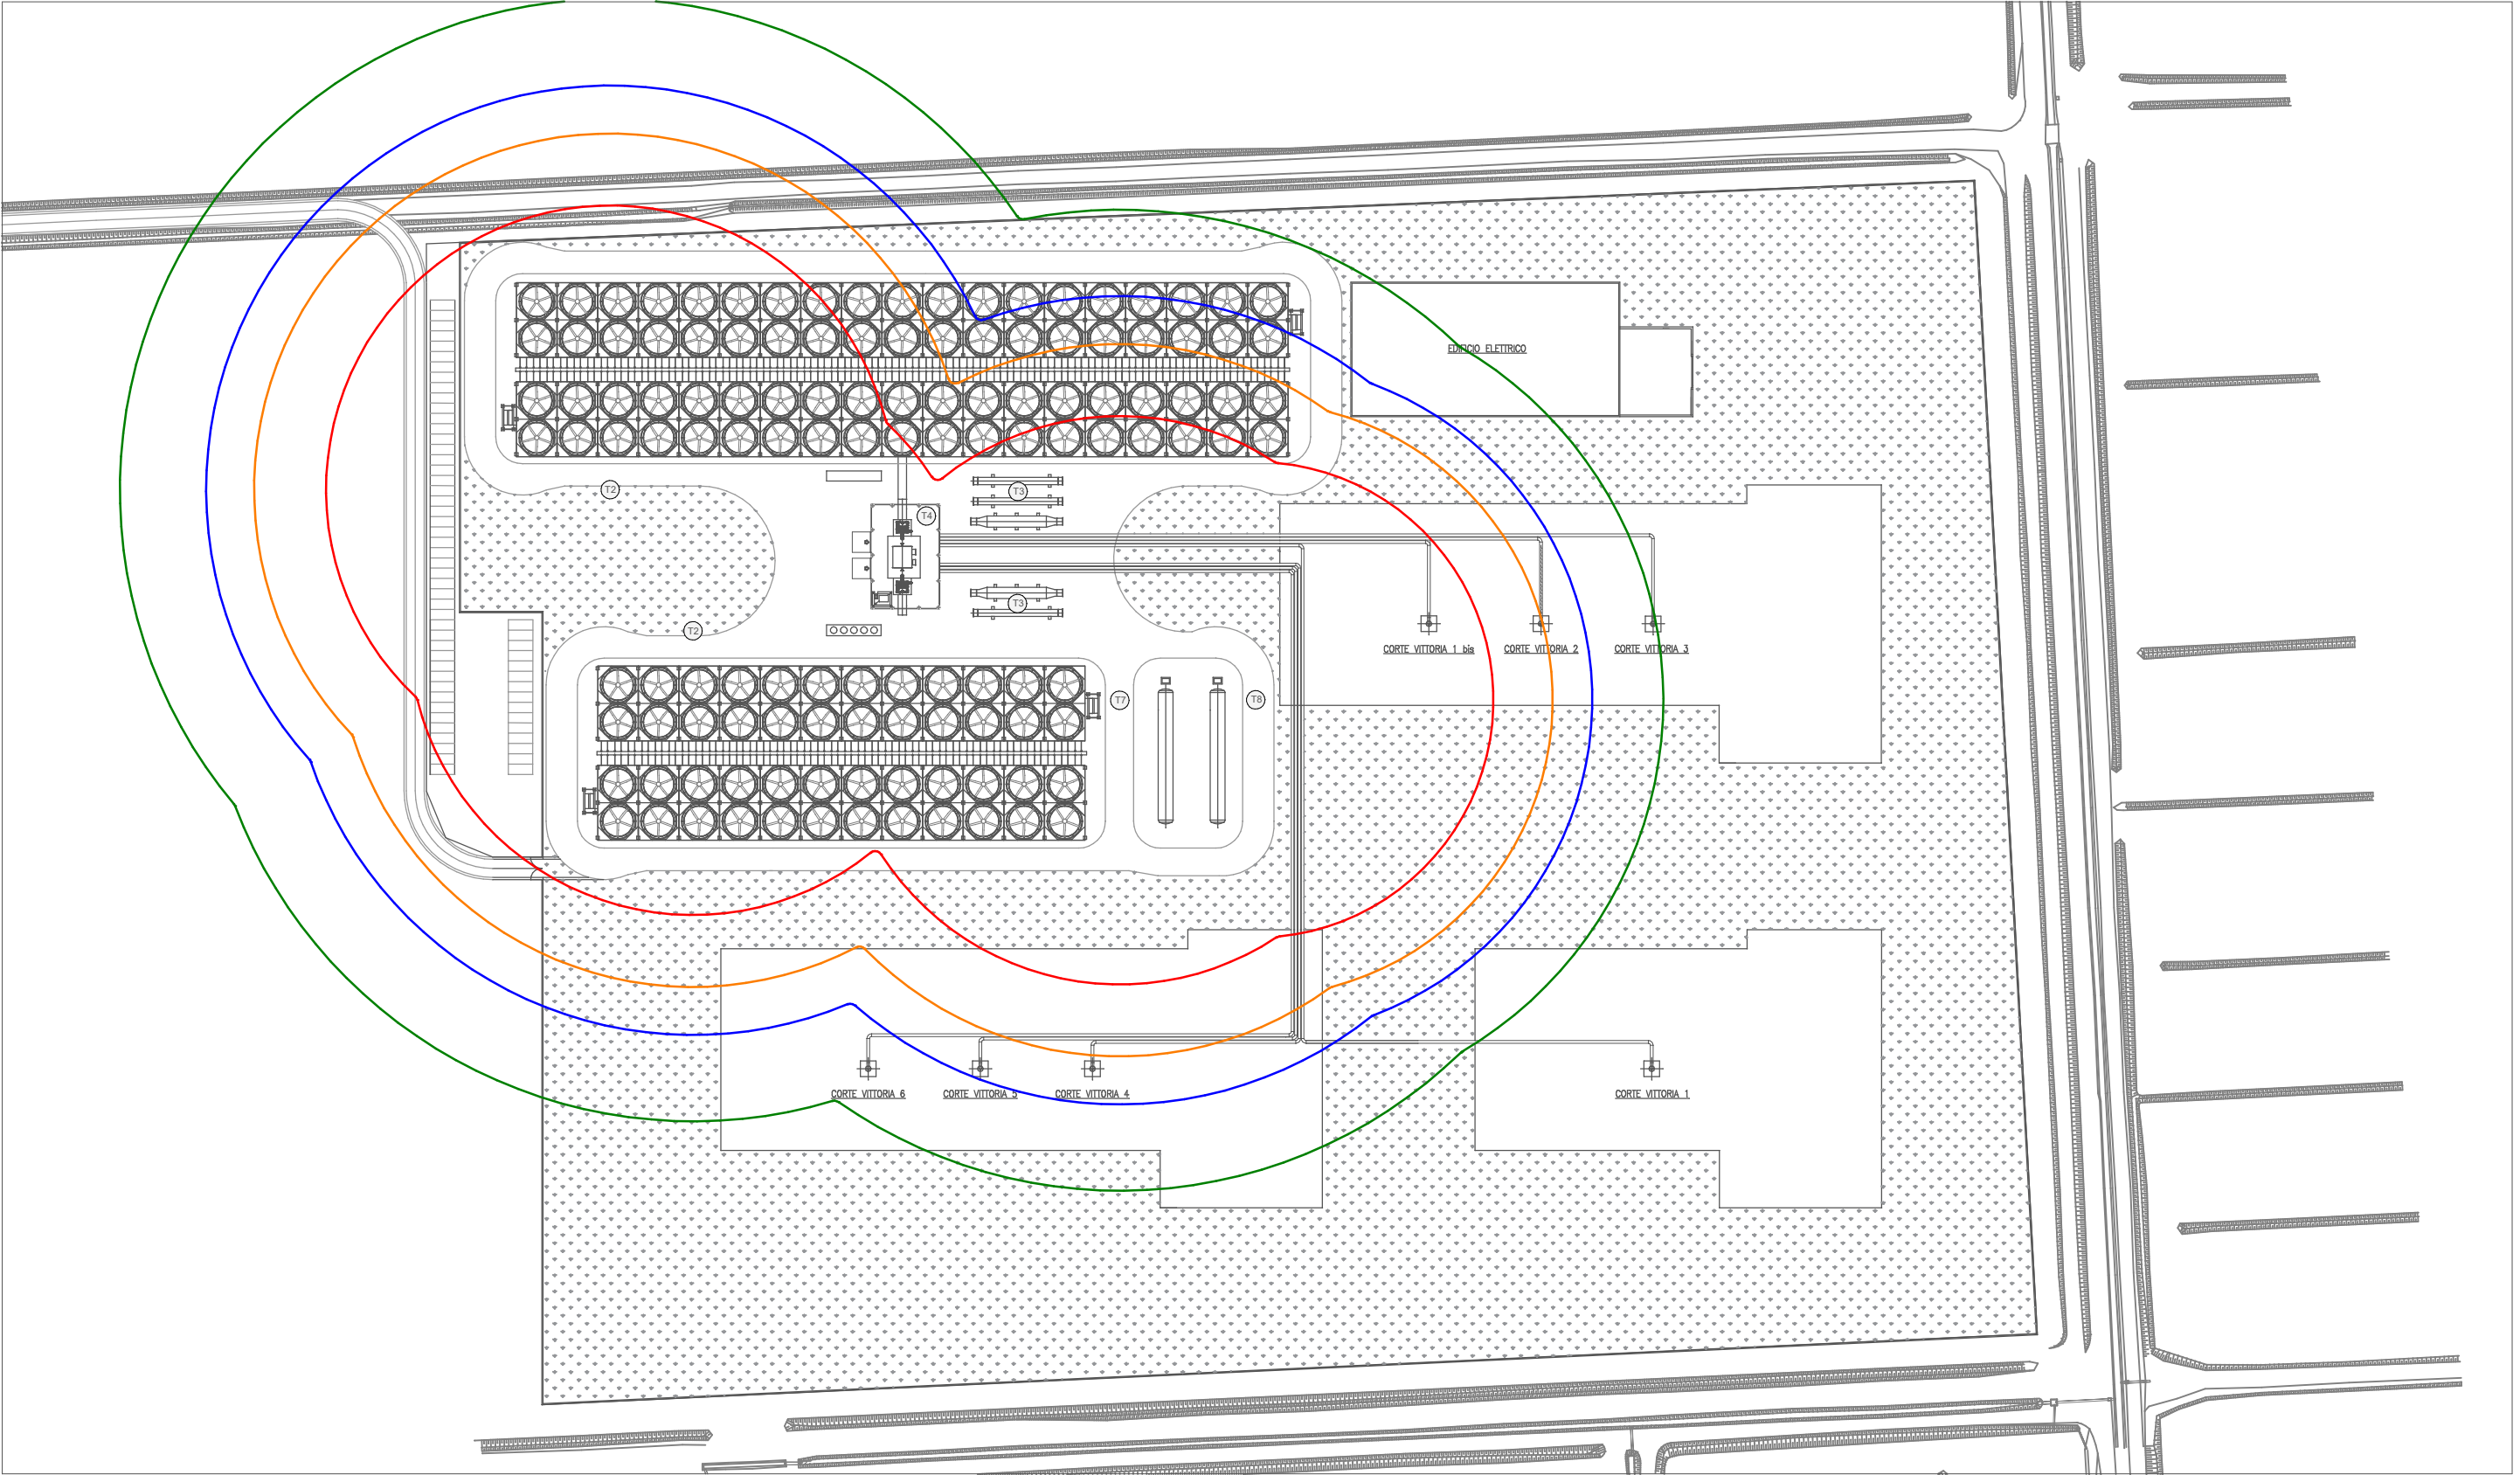 EDIFICIO ELETTRICO
T2
T3
T4
T3
T2
CORTE VITTORIA 1 bis
CORTE VITTORIA 2
CORTE VITTORIA 3
T7
T8
CORTE VITTORIA 6
CORTE VITTORIA 5
CORTE VITTORIA 4
CORTE VITTORIA 1